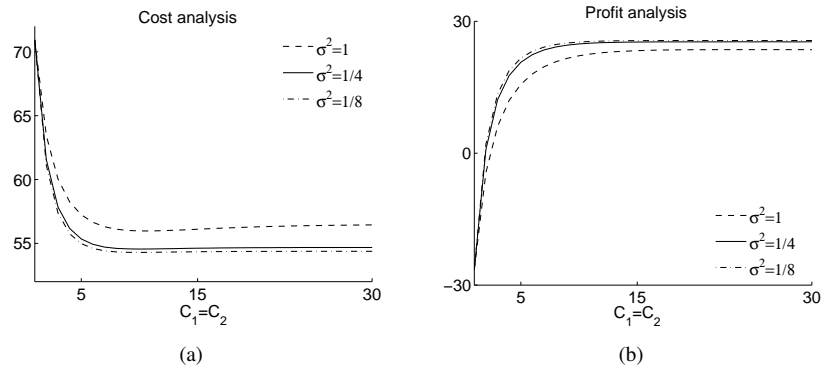 Cost analysis
70
65
60
55
5
15
30
C₁=C₂
σ²=1
σ²=1/4
σ²=1/8
(a)
Profit analysis
30
0
−30
5
15
30
C₁=C₂
σ²=1
σ²=1/4
σ²=1/8
(b)